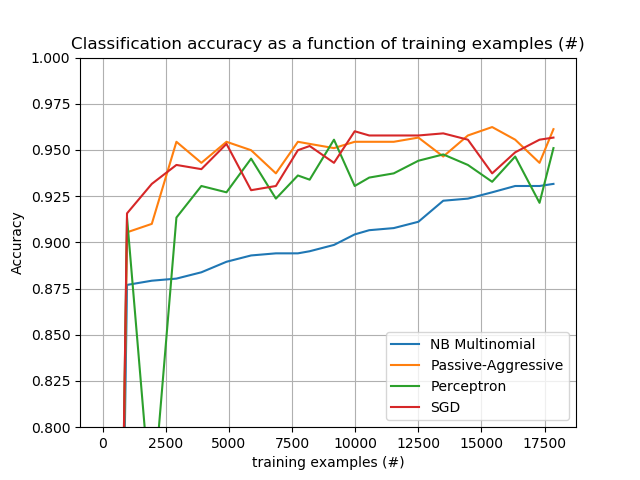 Classification accuracy as a function of training examples (#)
1.000
0.975
0.950
0.925
0.900
0.875
0.850
0.825
0.800
Accuracy
NB Multinomial
Passive-Aggressive
Perceptron
SGD
0 2500 5000 7500 10000 12500 15000 17500
training examples (#)